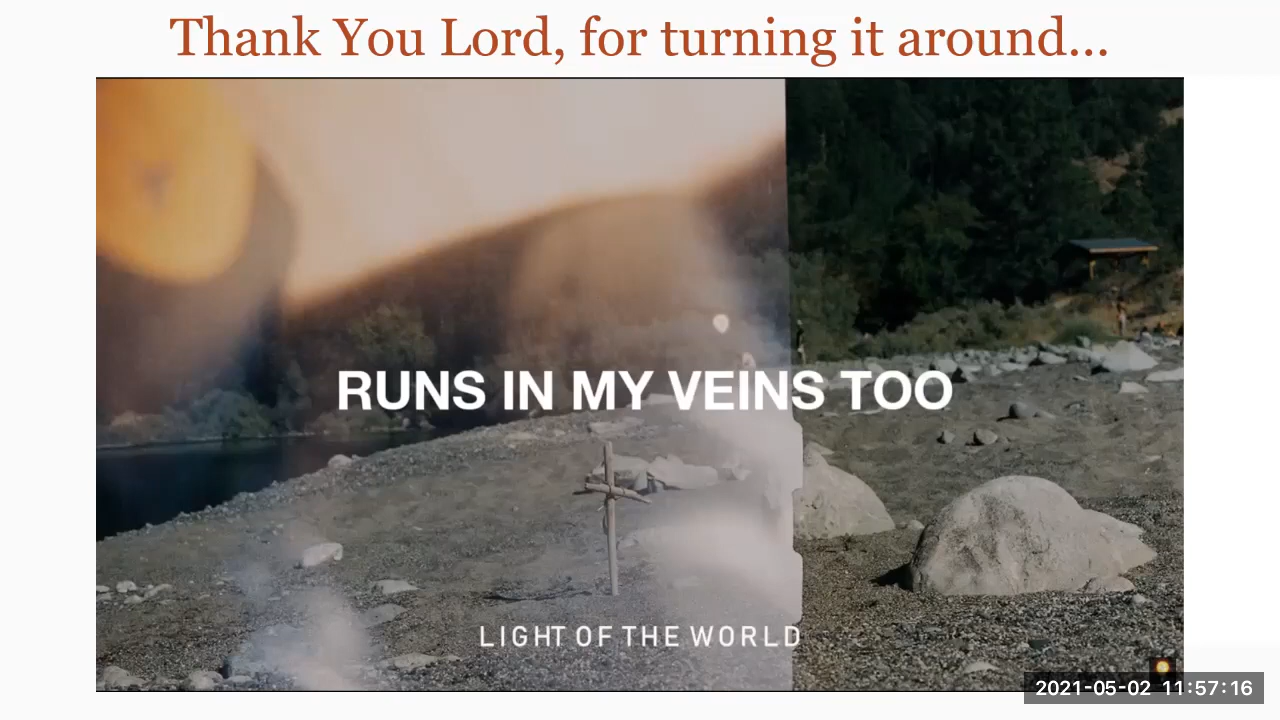 Thank You Lord, for turning it around...
RUNS IN MY VEINS TOO
LIGHT OF THE WORLD
2021-05-02 11:57:16